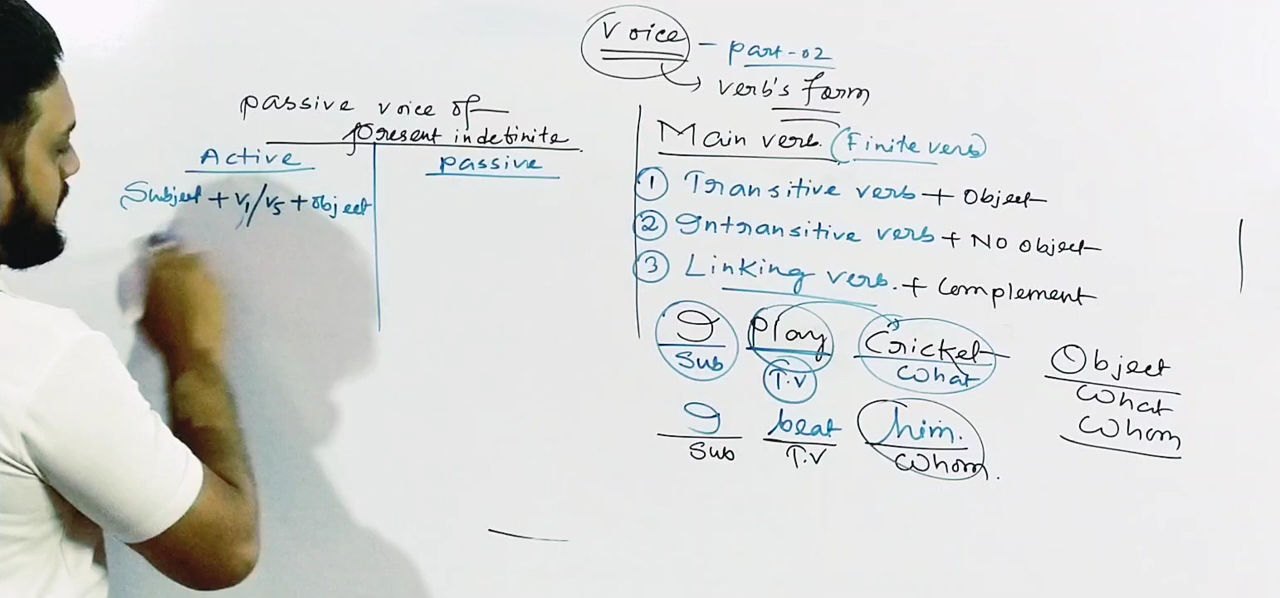 Voice - part-02
verb's form
passive voice of
present indefinite
Active
passive
Subject + V1/V5 + object
Main verb (Finite verb)
1 Transitive verb + Object
2 Intransitive verb + No object
3 Linking verb. + Complement
I play Cricket
Sub T.V What
I beat him.
Sub T.V Whom.
Object
What
Whom